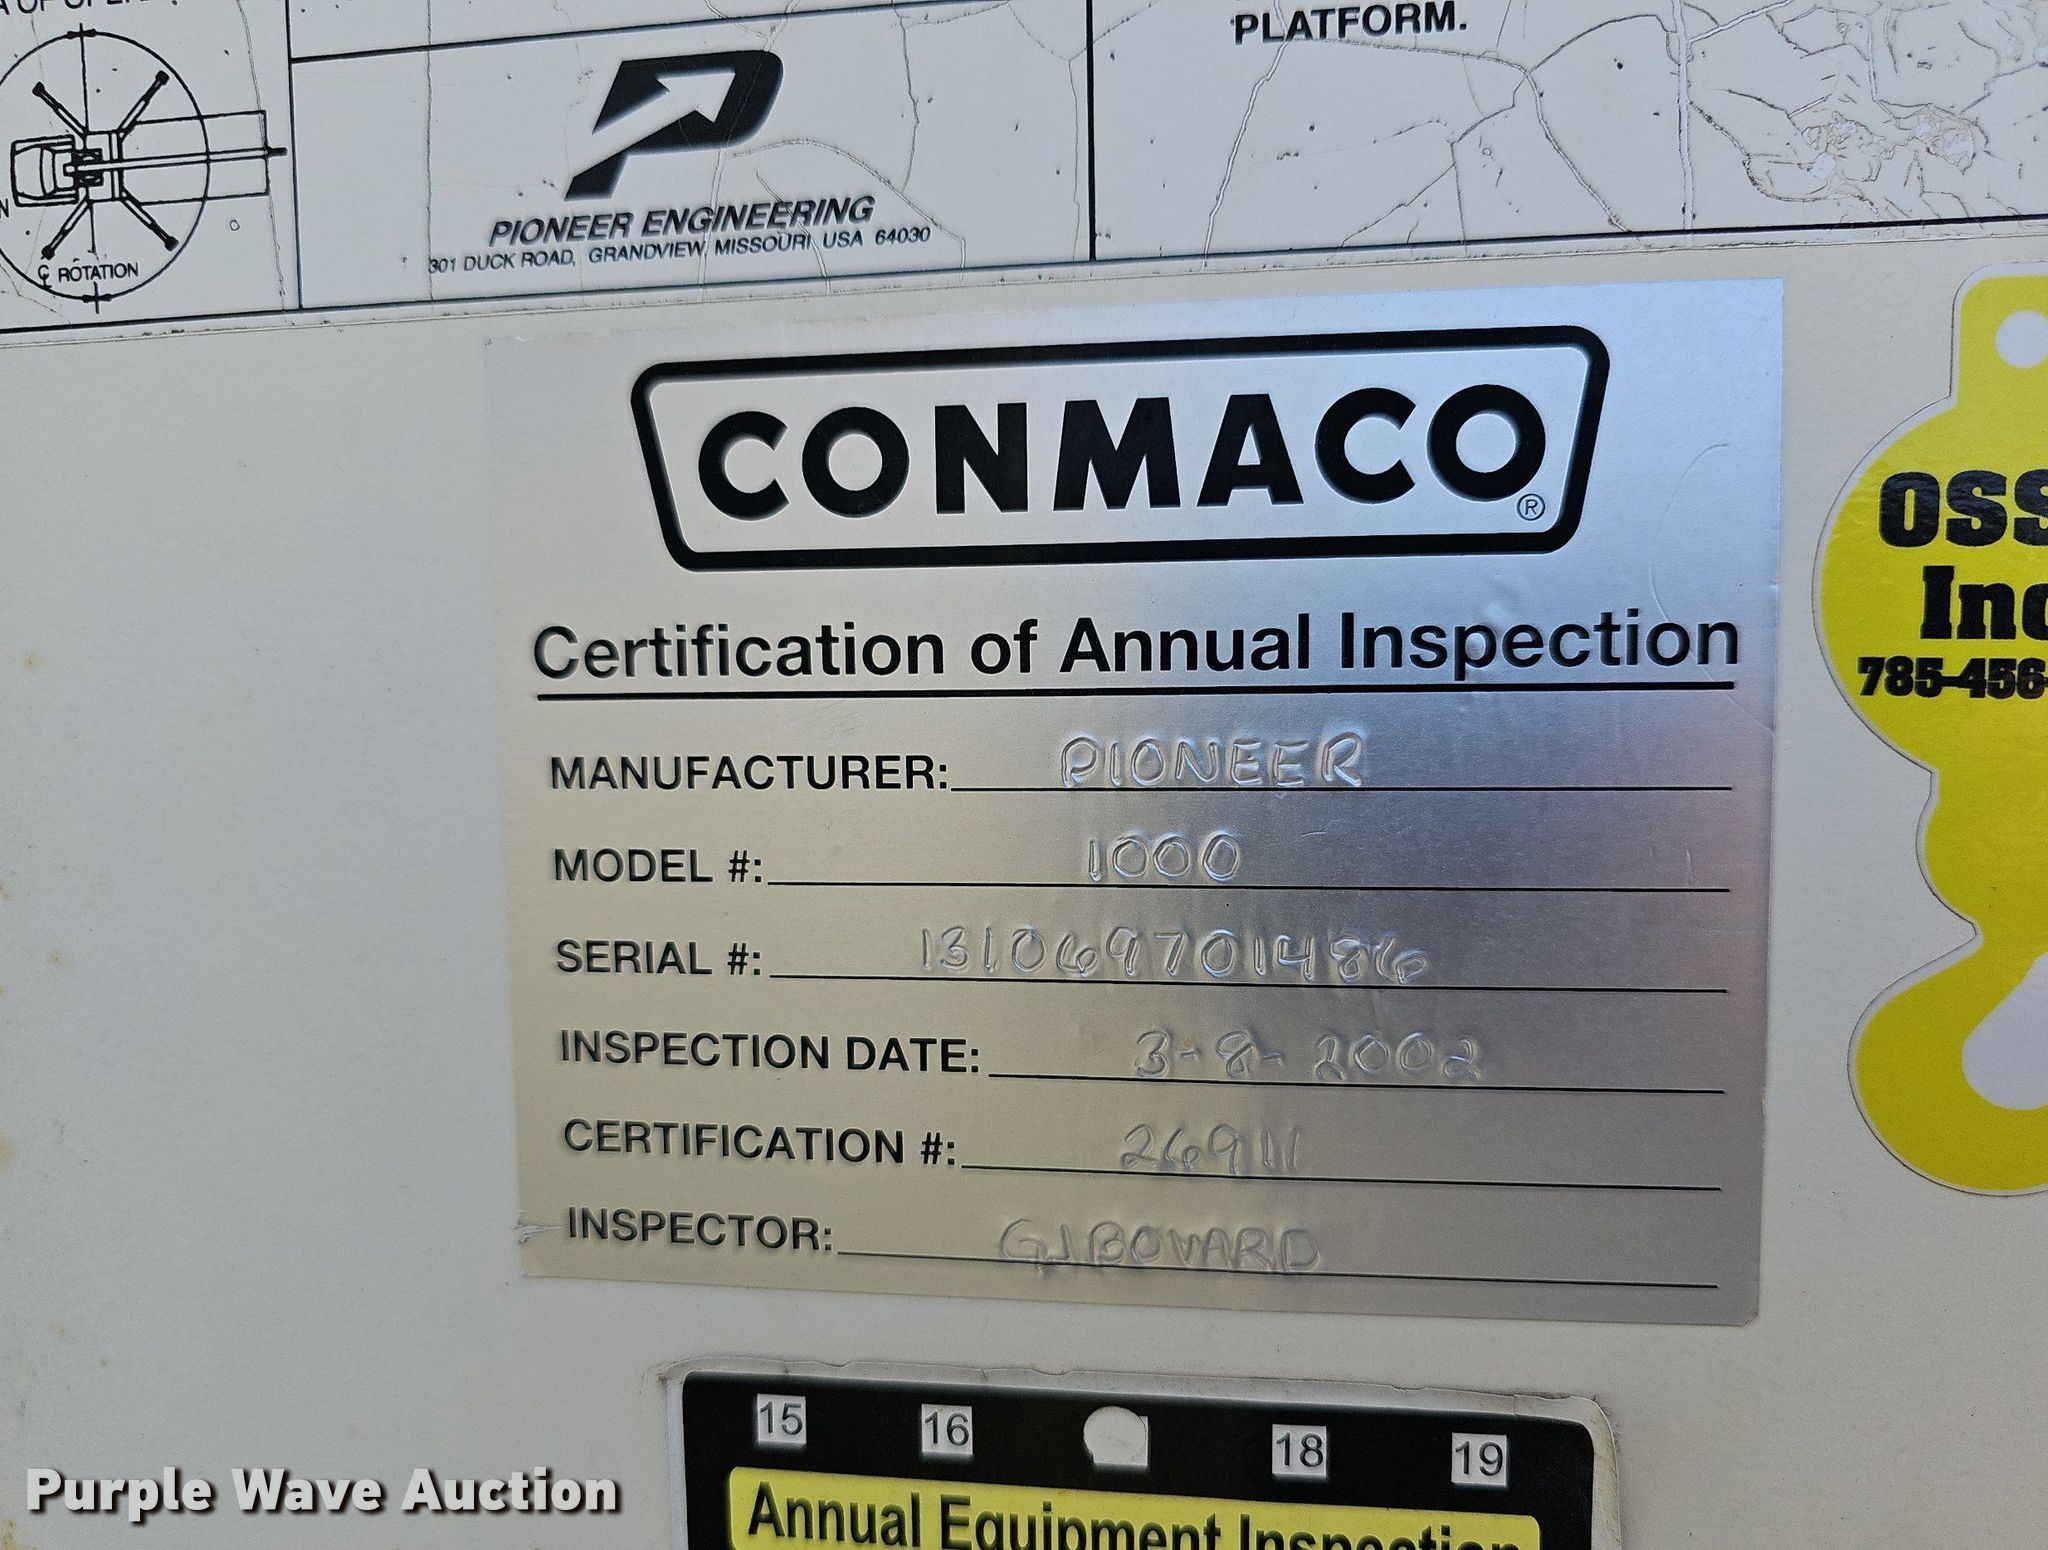 PLATFORM.
PIONEER ENGINEERING
301 DUCK ROAD, GRANDVIEW, MISSOURI, USA 64030
℄ ROTATION
CONMACO®
Certification of Annual Inspection
MANUFACTURER: PIONEER
MODEL #: 1000
SERIAL #: 131069701486
INSPECTION DATE: 3-8-2002
CERTIFICATION #: 26911
INSPECTOR: GJ BOVARD
OSS
Inc
785-456-
15 16 18 19
Annual Equipment Inspection
Purple Wave Auction